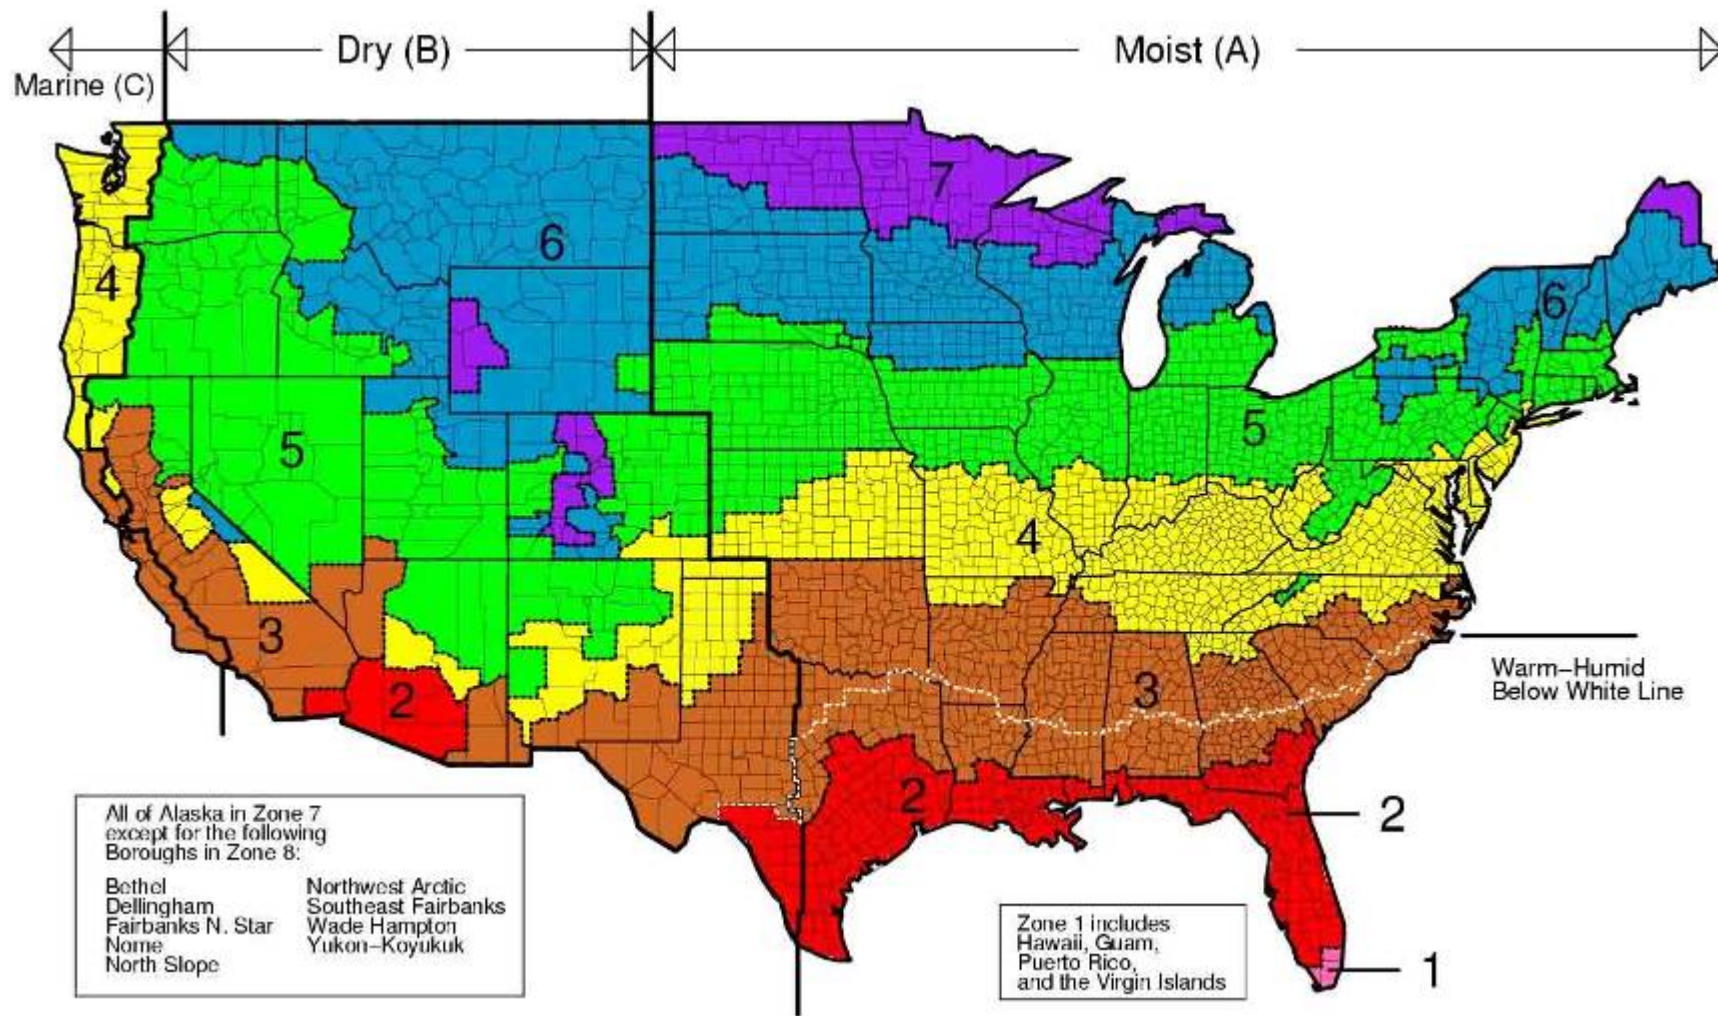 Marine (C)
Dry (B)
Moist (A)
7
6
4
6
5
5
4
3
2
3
2
2
1
Warm-Humid
Below White Line
All of Alaska in Zone 7
except for the following
Boroughs in Zone 8:
Bethel
Dellingham
Fairbanks N. Star
Nome
North Slope
Northwest Arctic
Southeast Fairbanks
Wade Hampton
Yukon-Koyukuk
Zone 1 includes
Hawaii, Guam,
Puerto Rico,
and the Virgin Islands